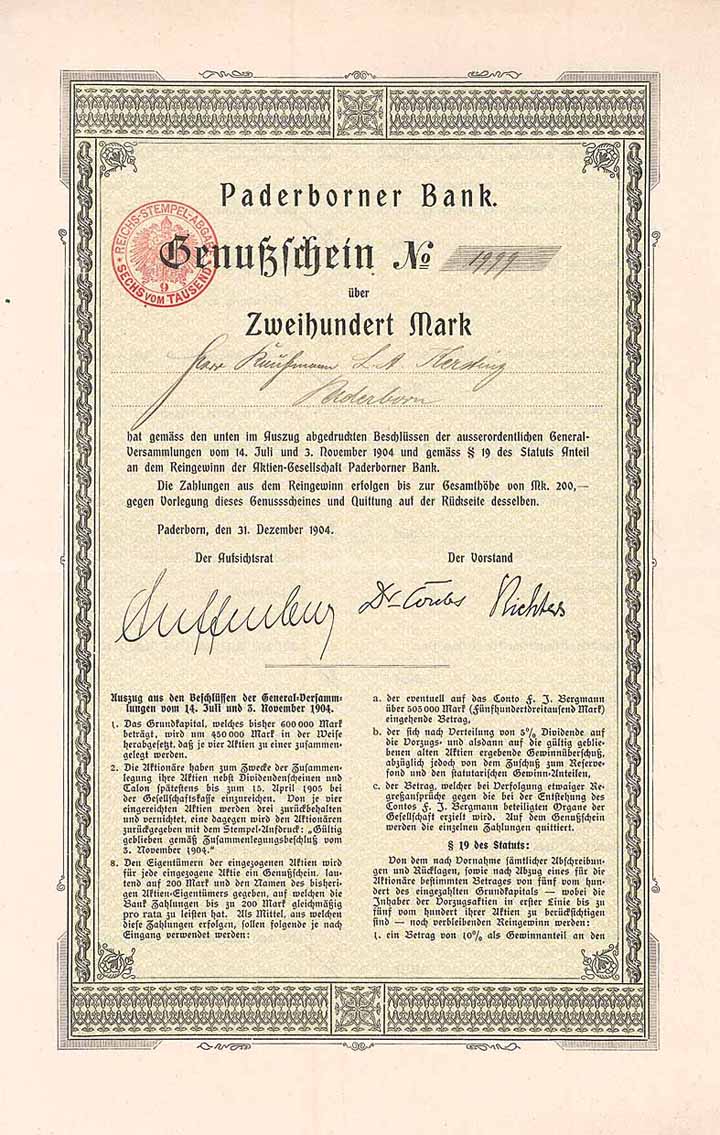 Paderborner Bank.
REICHS-STEMPEL-ABGABE
9
SECHS VOM TAUSEND
Genußschein No 1999
über
Zweihundert Mark
Herr Kaufmann L. A. Kersting
Paderborn
hat gemäss den unten im Auszug abgedruckten Beschlüssen der ausserordentlichen General-
Versammlungen vom 14. Juli und 3. November 1904 und gemäss § 19 des Statuts Anteil
an dem Reingewinn der Aktien-Gesellschaft Paderborner Bank.
Die Zahlungen aus dem Reingewinn erfolgen bis zur Gesamthöhe von Mk. 200,—
gegen Vorlegung dieses Genussscheines und Quittung auf der Rückseite desselben.
Paderborn, den 31. Dezember 1904.
Der Aufsichtsrat
Der Vorstand
Dr Richters
Auszug aus den Beschlüssen der General-Versamm-
lungen vom 14. Juli und 3. November 1904.
1. Das Grundkapital, welches bisher 600 000 Mark
beträgt, wird um 450 000 Mark in der Weise
herabgesetzt, daß je vier Aktien zu einer zusammen-
gelegt werden.
2. Die Aktionäre haben zum Zwecke der Zusammen-
legung ihre Aktien nebst Dividendenscheinen und
Talon spätestens bis zum 15. April 1905 bei
der Gesellschaftskasse einzureichen. Von je vier
eingereichten Aktien werden drei zurückbehalten
und vernichtet, eine dagegen wird den Aktionären
zurückgegeben mit dem Stempel-Aufdruck: „Gültig
geblieben gemäß Zusammenlegungsbeschluß vom
3. November 1904."
8. Den Eigentümern der eingezogenen Aktien wird
für jede eingezogene Aktie ein Genußschein, lau-
tend auf 200 Mark und den Namen des bisheri-
gen Aktien-Eigentümers gegeben, auf welchen die
Bank Zahlungen bis zu 200 Mark gleichmäßig
pro rata zu leisten hat. Als Mittel, aus welchen
diese Zahlungen erfolgen, sollen folgende je nach
Eingang verwendet werden:
a. der eventuell auf das Conto F. J. Bergmann
über 503 000 Mark (Fünfhundertdreitausend Mark)
eingehende Betrag,
b. der sich nach Verteilung von 5% Dividende auf
die Vorzugs- und alsdann auf die gültig geblie-
benen alten Aktien ergebende Gewinnüberschuß,
abzüglich jedoch von dem Zuschuß zum Reserve-
fond und den statutarischen Gewinn-Anteilen,
c. der Betrag, welcher bei Verfolgung etwaiger Re-
greßansprüche gegen die bei der Entstehung des
Contos F. J. Bergmann beteiligten Organe der
Gesellschaft erzielt wird. Auf dem Genußschein
werden die einzelnen Zahlungen quittiert.
§ 19 des Statuts:
Von dem nach Vornahme sämtlicher Abschreibun-
gen und Rücklagen, sowie nach Abzug eines für die
Aktionäre bestimmten Betrages von fünf vom hun-
dert des eingezahlten Grundkapitals — wobei die
Inhaber der Vorzugsaktien in erster Linie bis zu
fünf vom hundert ihrer Aktien zu berücksichtigen
sind — noch verbleibenden Reingewinn werden:
1. ein Betrag von 10% als Gewinnanteil an den